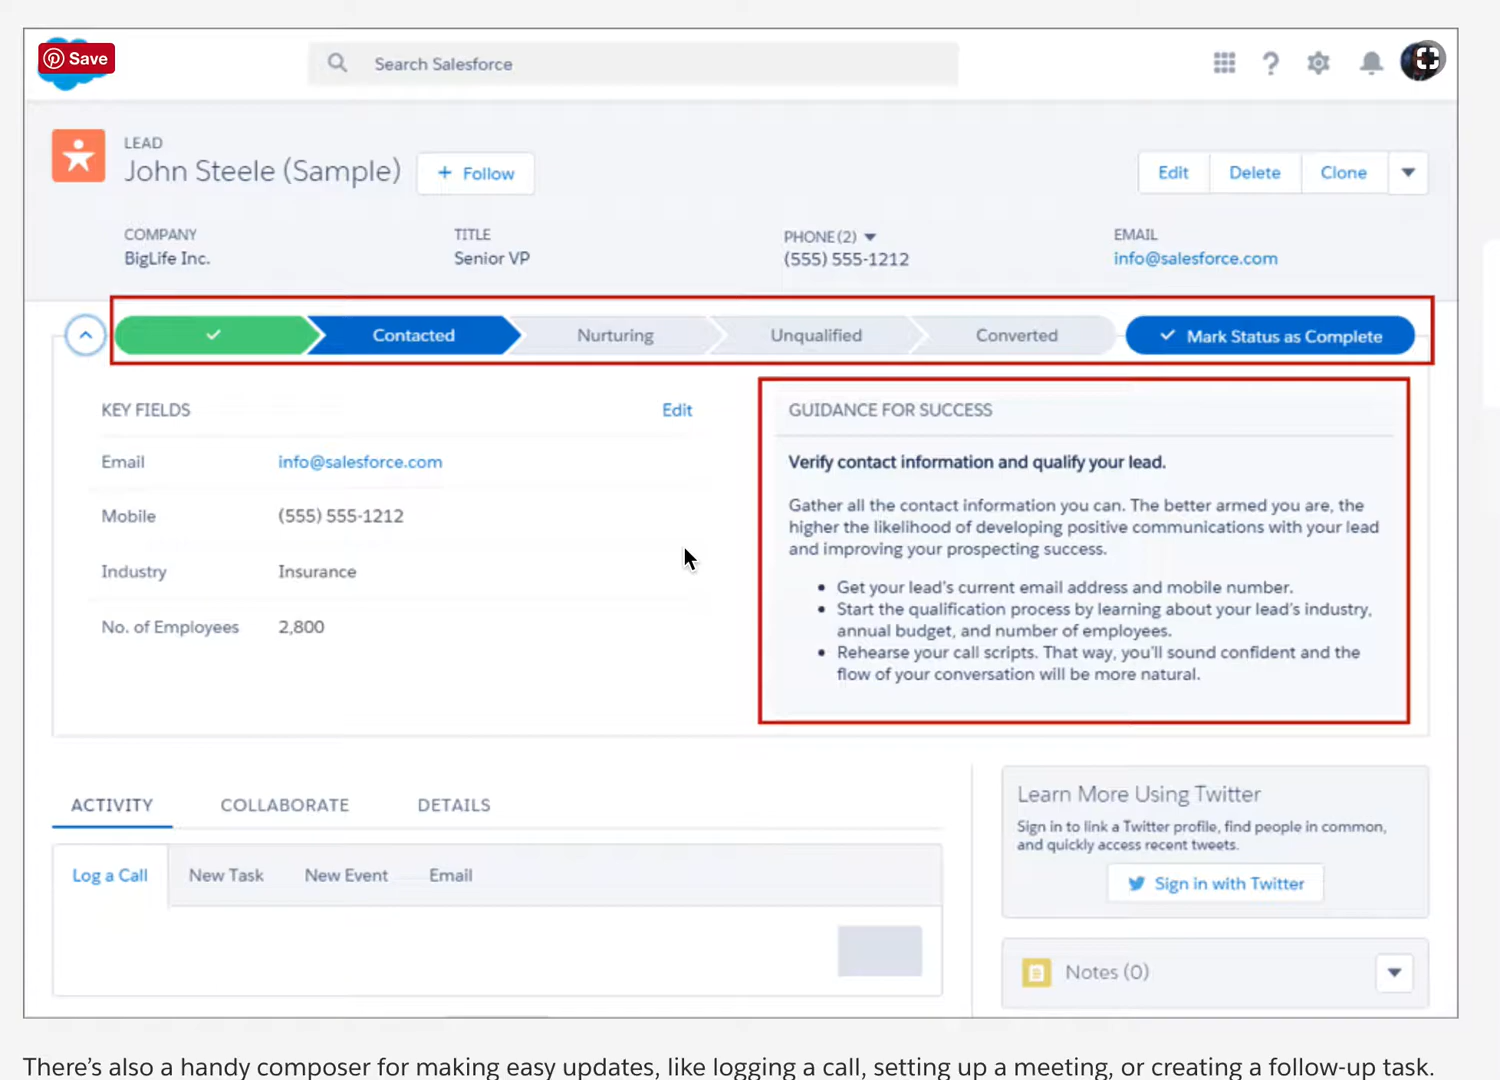 Save
Search Salesforce
LEAD
John Steele (Sample)
+ Follow
Edit
Delete
Clone
COMPANY
BigLife Inc.
TITLE
Senior VP
PHONE(2)
(555) 555-1212
EMAIL
info@salesforce.com
Contacted
Nurturing
Unqualified
Converted
Mark Status as Complete
KEY FIELDS
Edit
Email
info@salesforce.com
Mobile
(555) 555-1212
Industry
Insurance
No. of Employees
2,800
GUIDANCE FOR SUCCESS
Verify contact information and qualify your lead.
Gather all the contact information you can. The better armed you are, the
higher the likelihood of developing positive communications with your lead
and improving your prospecting success.
• Get your lead's current email address and mobile number.
• Start the qualification process by learning about your lead's industry,
annual budget, and number of employees.
• Rehearse your call scripts. That way, you'll sound confident and the
flow of your conversation will be more natural.
ACTIVITY
COLLABORATE
DETAILS
Log a Call
New Task
New Event
Email
Learn More Using Twitter
Sign in to link a Twitter profile, find people in common,
and quickly access recent tweets.
Sign in with Twitter
Notes (0)
There's also a handy composer for making easy updates, like logging a call, setting up a meeting, or creating a follow-up task.